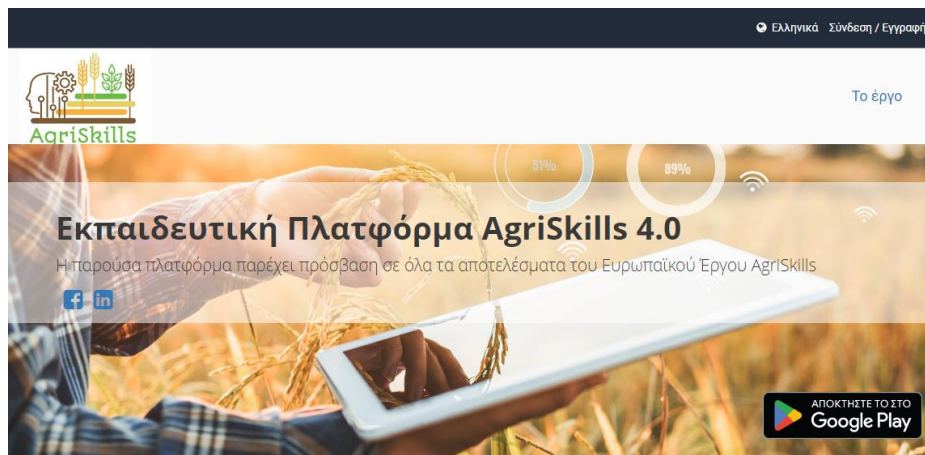 Ελληνικά Σύνδεση / Εγγραφή
AgriSkills
Το έργο
51%
89%
Εκπαιδευτική Πλατφόρμα AgriSkills 4.0
Η παρούσα πλατφόρμα παρέχει πρόσβαση σε όλα τα αποτελέσματα του Ευρωπαϊκού Έργου AgriSkills
ΑΠΟΚΤΗΣΤΕ ΤΟ ΣΤΟ
Google Play